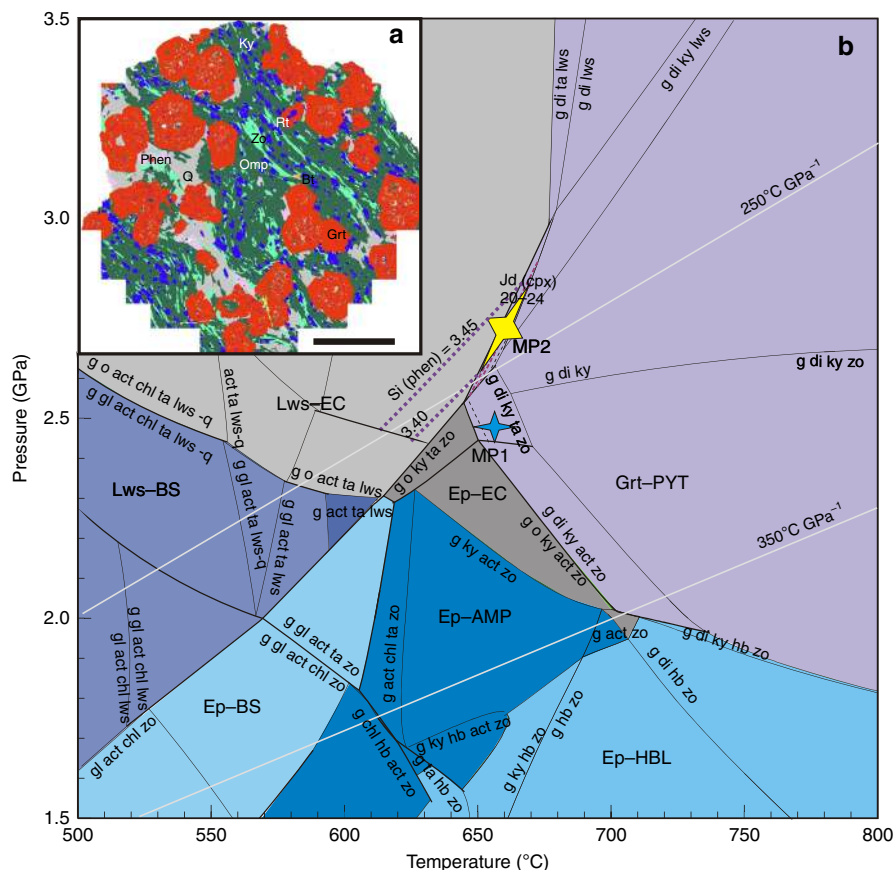 a
Ky
Rt
Zo
Phen
Omp
Q
Bt
Grt
b
3.5
3.0
2.5
2.0
1.5
Pressure (GPa)
500
550
600
650
700
750
800
Temperature (°C)
g di ta lws
g di lws
g di ky lws
250°C GPa⁻¹
Jd (cpx)
20–24
MP2
Si (phen) = 3.45
3.40
g di ky
g di ky zo
g di ky ta zo
MP1
Lws–EC
g o act chl ta lws -q
act ta lws-q
g gl act chl ta lws -q
g o act ta lws
g o ky ta zo
Ep–EC
Grt–PYT
Lws–BS
g gl act ta lws-q
g gl act ta lws
g act ta lws
g ky act zo
g o ky act zo
g di ky act zo
350°C GPa⁻¹
g gl act chl lws
gl act chl lws
g gl act ta zo
g gl act chl zo
g act chl ta zo
Ep–AMP
g act zo
g di ky hb zo
g di hb zo
Ep–BS
gl act chl zo
g chl hb act zo
g ky hb act zo
g ta hb zo
g ky hb zo
g hb zo
Ep–HBL